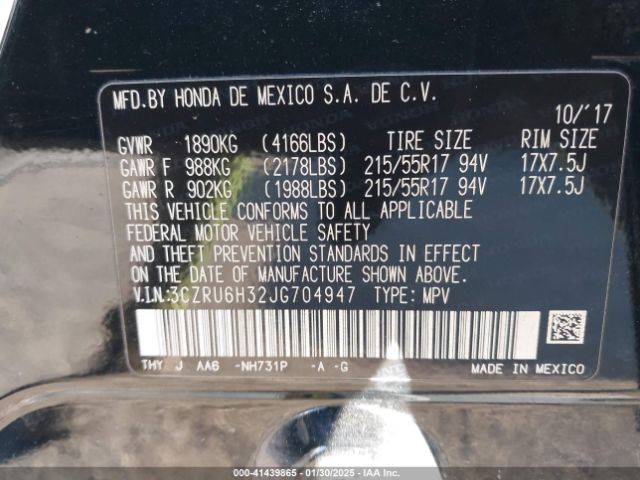 MFD.BY HONDA DE MEXICO S.A. DE C.V.
10/'17
GVWR 1890KG (4166LBS) TIRE SIZE RIM SIZE
GAWR F 988KG (2178LBS) 215/55R17 94V 17X7.5J
GAWR R 902KG (1988LBS) 215/55R17 94V 17X7.5J
THIS VEHICLE CONFORMS TO ALL APPLICABLE
FEDERAL MOTOR VEHICLE SAFETY
AND THEFT PREVENTION STANDARDS IN EFFECT
ON THE DATE OF MANUFACTURE SHOWN ABOVE.
V.I.N.:3CZRU6H32JG704947 TYPE: MPV
THY J AA6 -NH731P -A -G
MADE IN MEXICO
000-41439865 - 01/30/2025 - IAA Inc.